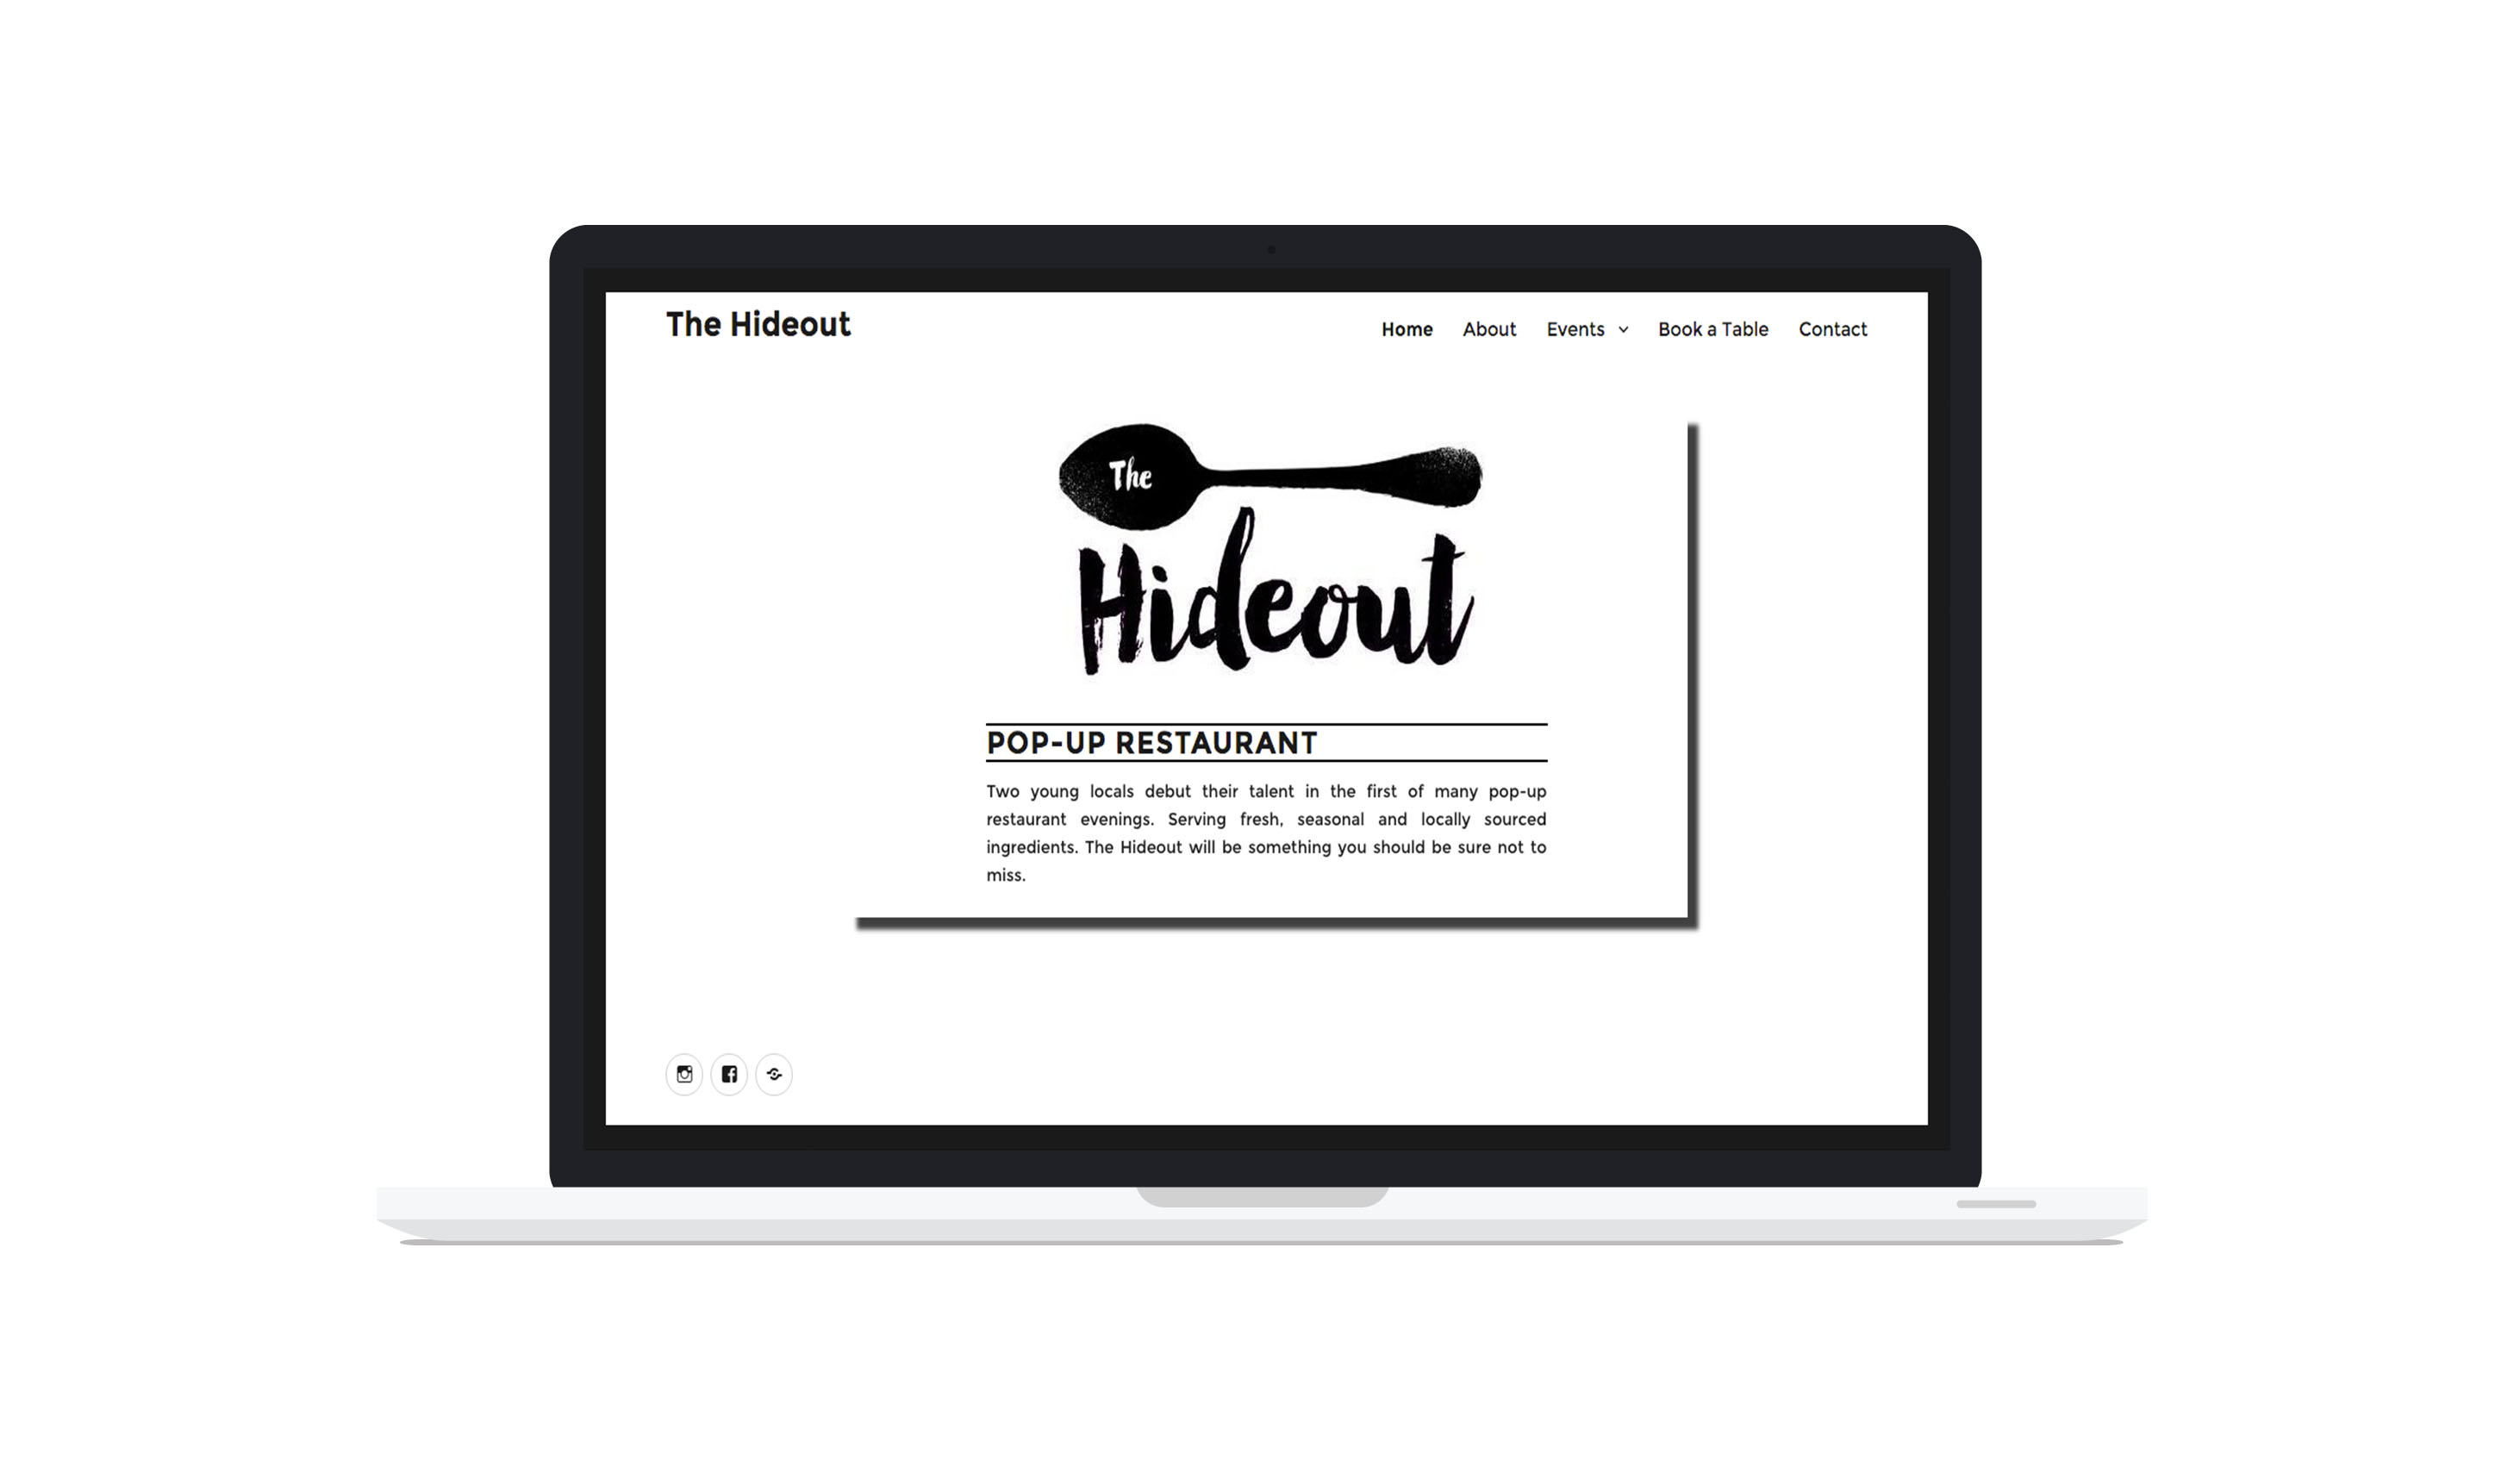 The Hideout
Home About Events Book a Table Contact
The
Hideout
POP-UP RESTAURANT
Two young locals debut their talent in the first of many pop-up
restaurant evenings. Serving fresh, seasonal and locally sourced
ingredients. The Hideout will be something you should be sure not to
miss.